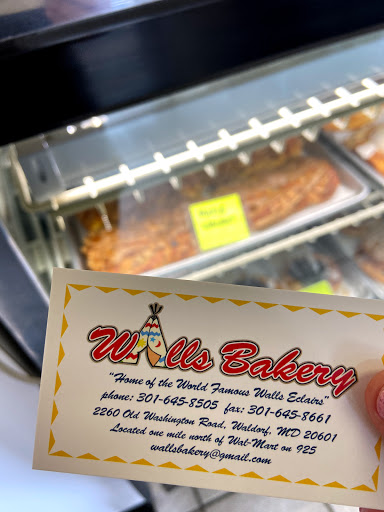 Walls Bakery
"Home of the World Famous Walls Eclairs"
phone: 301-645-8505 fax: 301-645-8661
2260 Old Washington Road, Waldorf, MD 20601
Located one mile north of Wal-Mart on 925
wallsbakery@gmail.com